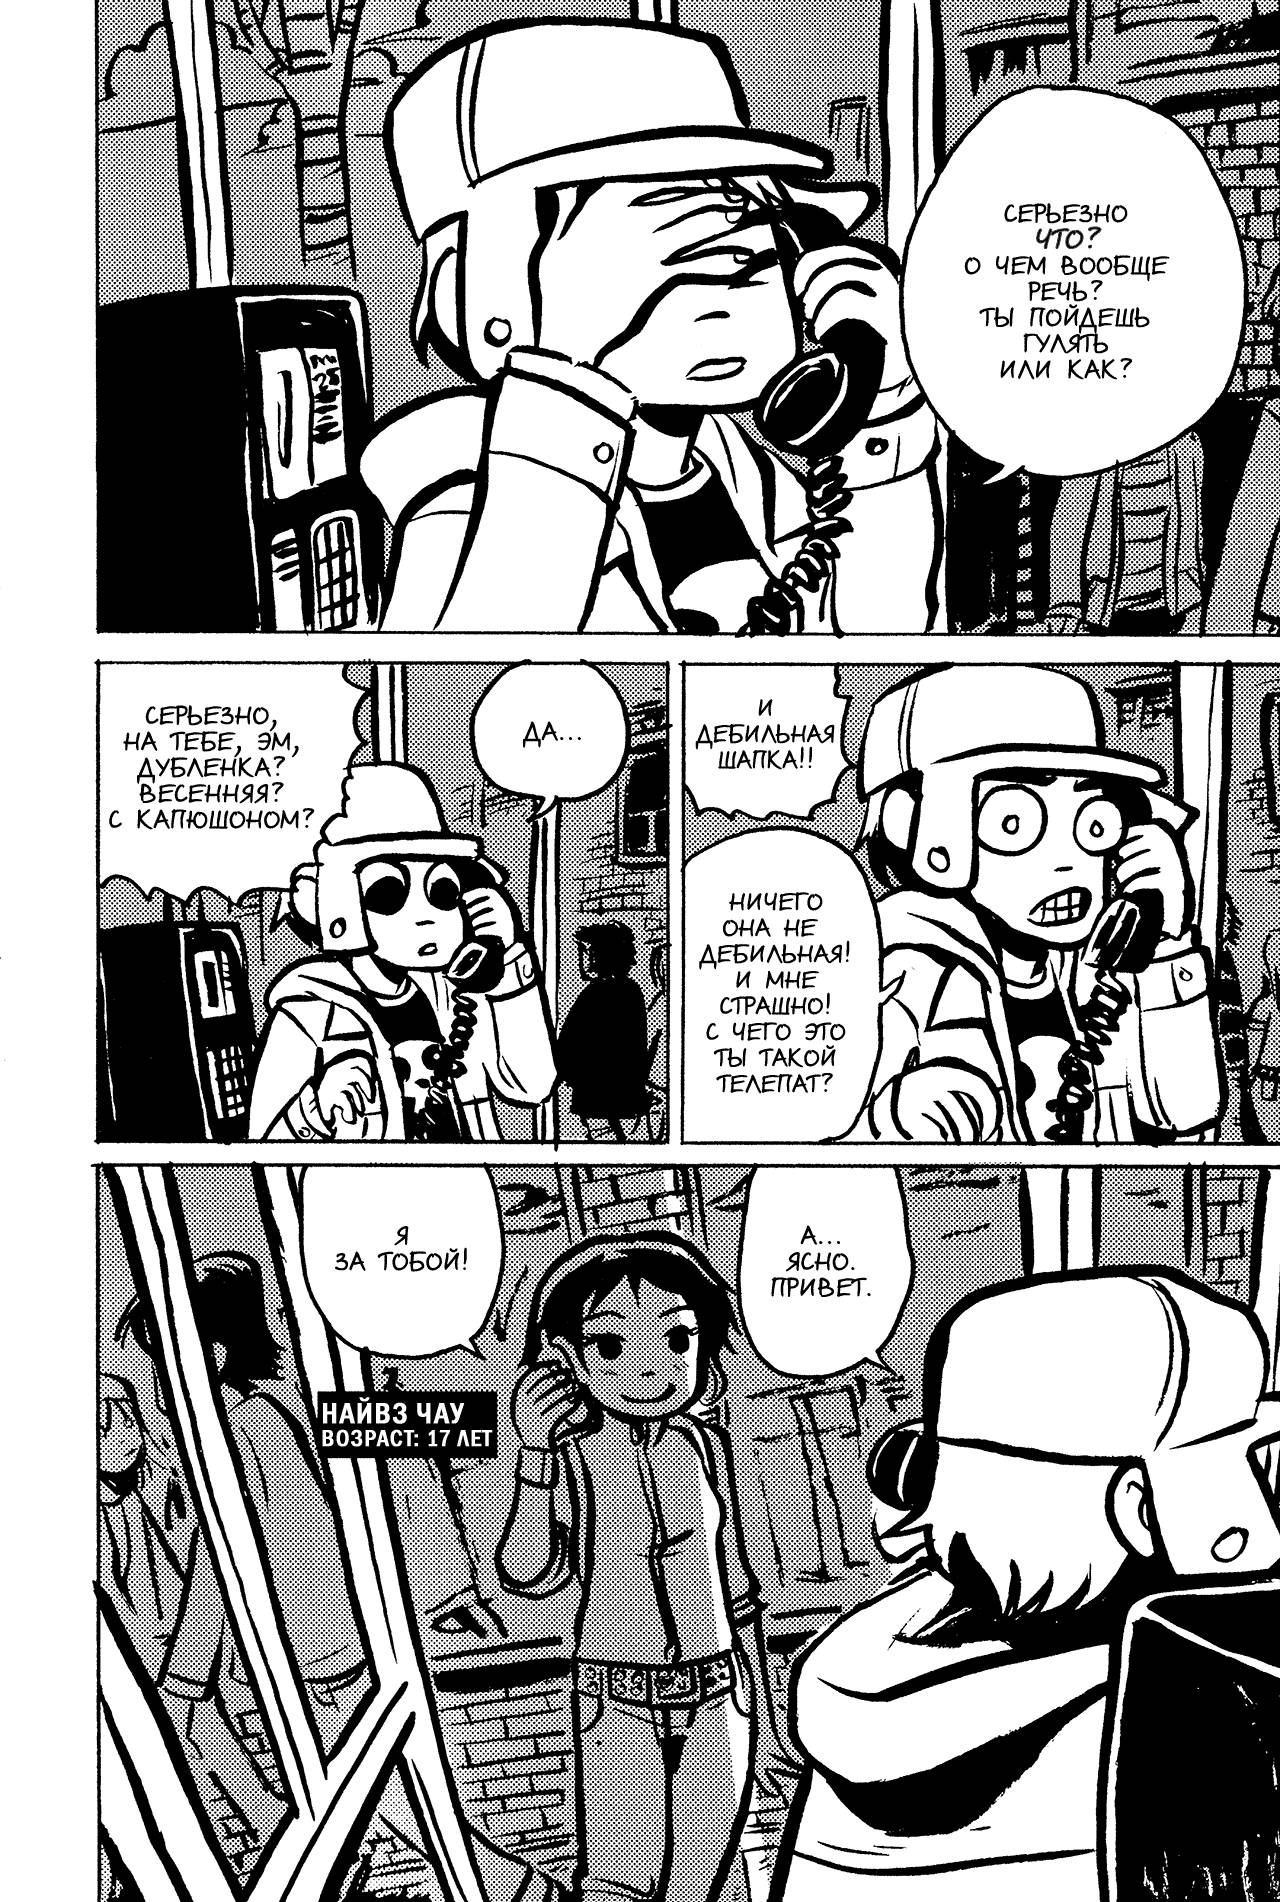 СЕРЬЕЗНО
ЧТО?
О ЧЕМ ВООБЩЕ
РЕЧЬ?
ТЫ ПОЙДЕШЬ
ГУЛЯТЬ
ИЛИ КАК?
СЕРЬЕЗНО,
НА ТЕБЕ, ЭМ,
ДУБЛЕНКА?
ВЕСЕННЯЯ?
С КАПЮШОНОМ?
ДА...
И
ДЕБИЛЬНАЯ
ШАПКА!!
НИЧЕГО
ОНА НЕ
ДЕБИЛЬНАЯ!
И МНЕ
СТРАШНО!
С ЧЕГО ЭТО
ТЫ ТАКОЙ
ТЕЛЕПАТ?
Я
ЗА ТОБОЙ!
А...
ЯСНО.
ПРИВЕТ.
НАЙВЗ ЧАУ
ВОЗРАСТ: 17 ЛЕТ